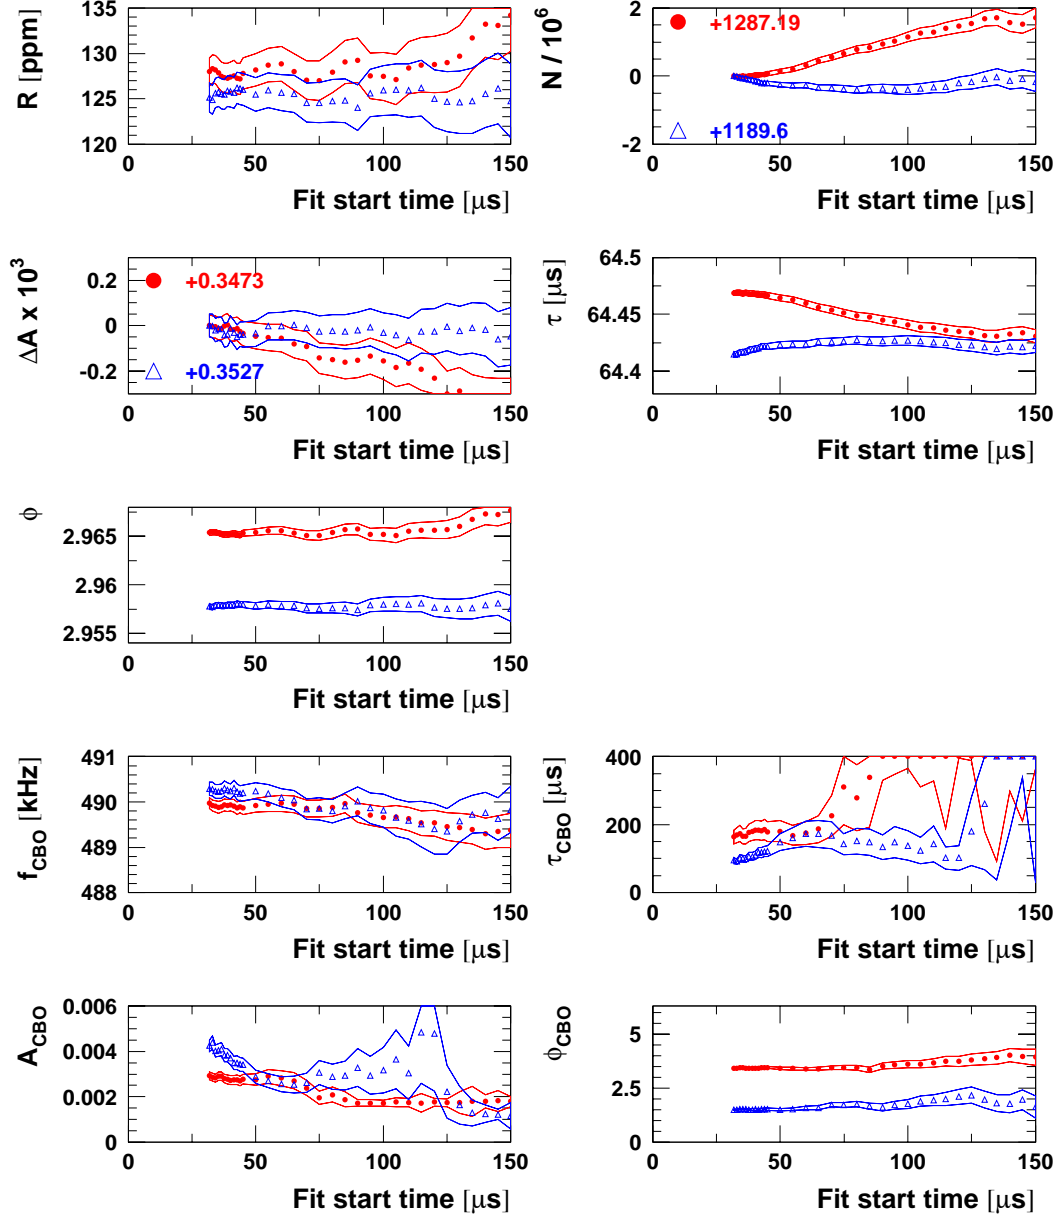 R [ppm]
135
130
125
120
0 50 100 150
Fit start time [μs]
N / 10^6
2
0
-2
+1287.19
+1189.6
0 50 100 150
Fit start time [μs]
ΔA x 10^3
0.2
0
-0.2
+0.3473
+0.3527
0 50 100 150
Fit start time [μs]
τ [μs]
64.5
64.45
64.4
0 50 100 150
Fit start time [μs]
ϕ
2.965
2.96
2.955
0 50 100 150
Fit start time [μs]
f_CBO [kHz]
491
490
489
488
0 50 100 150
Fit start time [μs]
τ_CBO [μs]
400
200
0
0 50 100 150
Fit start time [μs]
A_CBO
0.006
0.004
0.002
0
0 50 100 150
Fit start time [μs]
ϕ_CBO
5
2.5
0
0 50 100 150
Fit start time [μs]